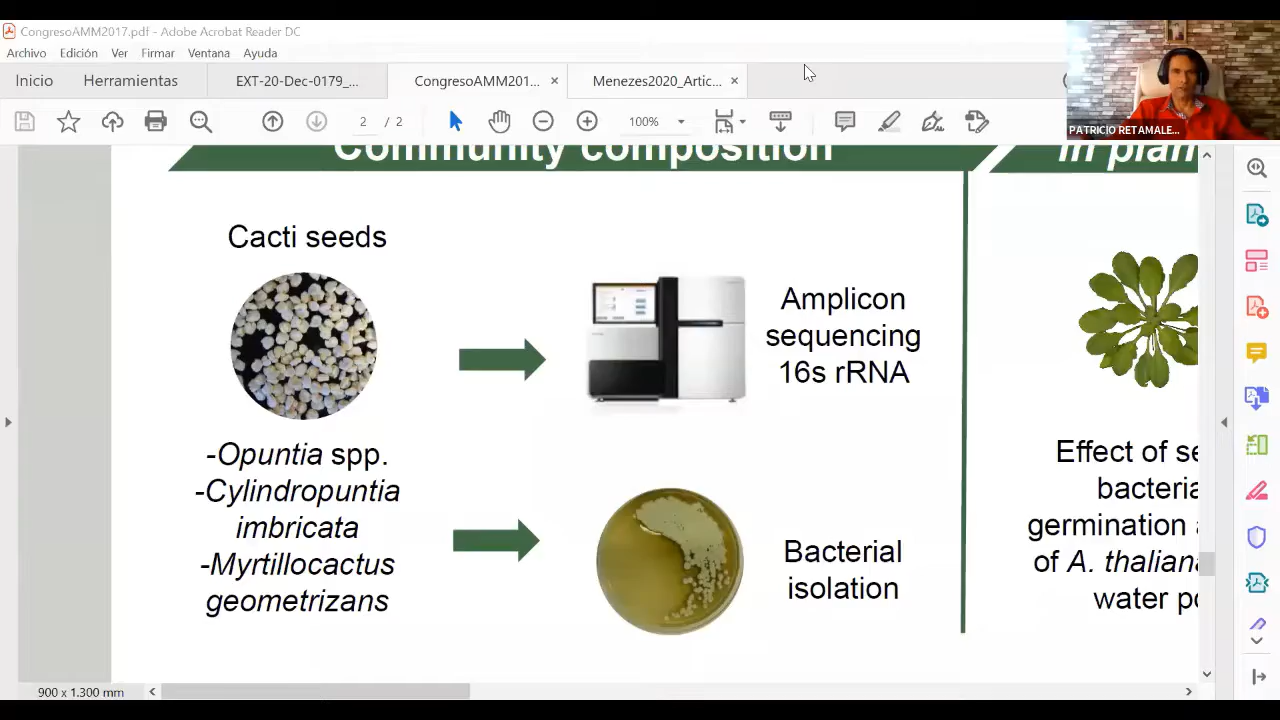 CongresoAMM2017.pdf - Adobe Acrobat Reader DC
Archivo Edición Ver Firmar Ventana Ayuda
Inicio Herramientas EXT-20-Dec-0179_... CongresoAMM201... × Menezes2020_Artic... ×
2 / 2 100%
PATRICIO RETAMALE...
Community composition
In plan
Cacti seeds
Amplicon
sequencing
16s rRNA
-Opuntia spp.
-Cylindropuntia
imbricata
-Myrtillocactus
geometrizans
Bacterial
isolation
Effect of se
bacteria
germination
of A. thalian
water po
900 x 1.300 mm